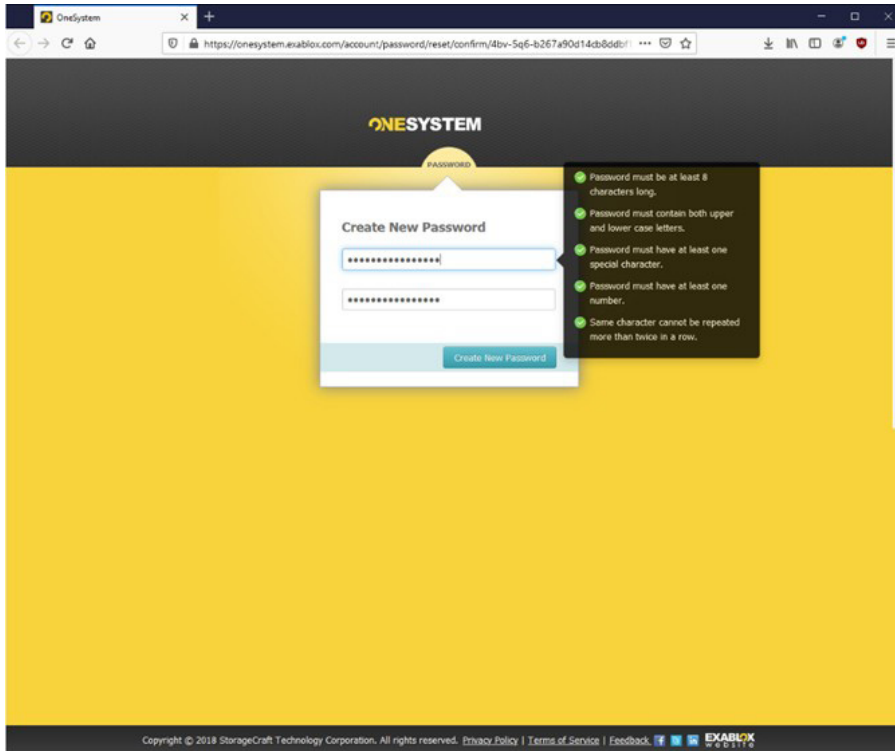 OneSystem
https://onesystem.exablox.com/account/password/reset/confirm/4bv-5q6-b267a90d14cb8ddbf
ONESYSTEM
PASSWORD
Create New Password
Create New Password
Password must be at least 8
characters long.
Password must contain both upper
and lower case letters.
Password must have at least one
special character.
Password must have at least one
number.
Same character cannot be repeated
more than twice in a row.
Copyright © 2018 StorageCraft Technology Corporation. All rights reserved. Privacy Policy | Terms of Service | Feedback
EXABLOX
website